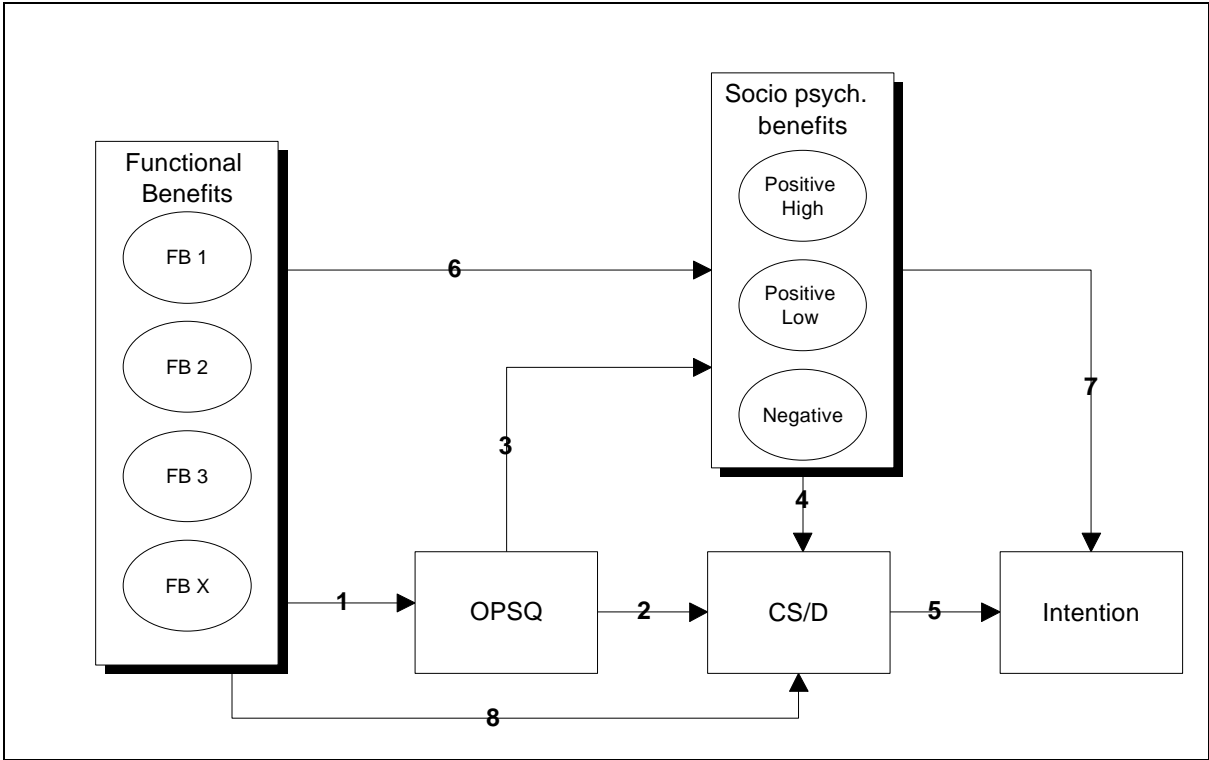 Functional
Benefits
FB 1
FB 2
FB 3
FB X
Socio psych.
benefits
Positive
High
Positive
Low
Negative
6
3
7
4
1
OPSQ
2
CS/D
5
Intention
8